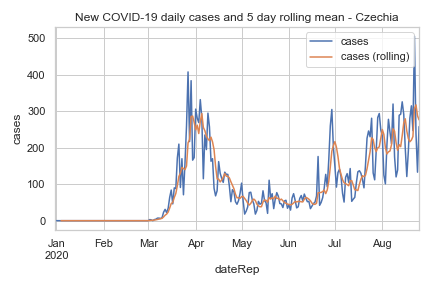 New COVID-19 daily cases and 5 day rolling mean - Czechia
cases
cases (rolling)
500
400
300
200
100
0
cases
Jan Feb Mar Apr May Jun Jul Aug
2020
dateRep